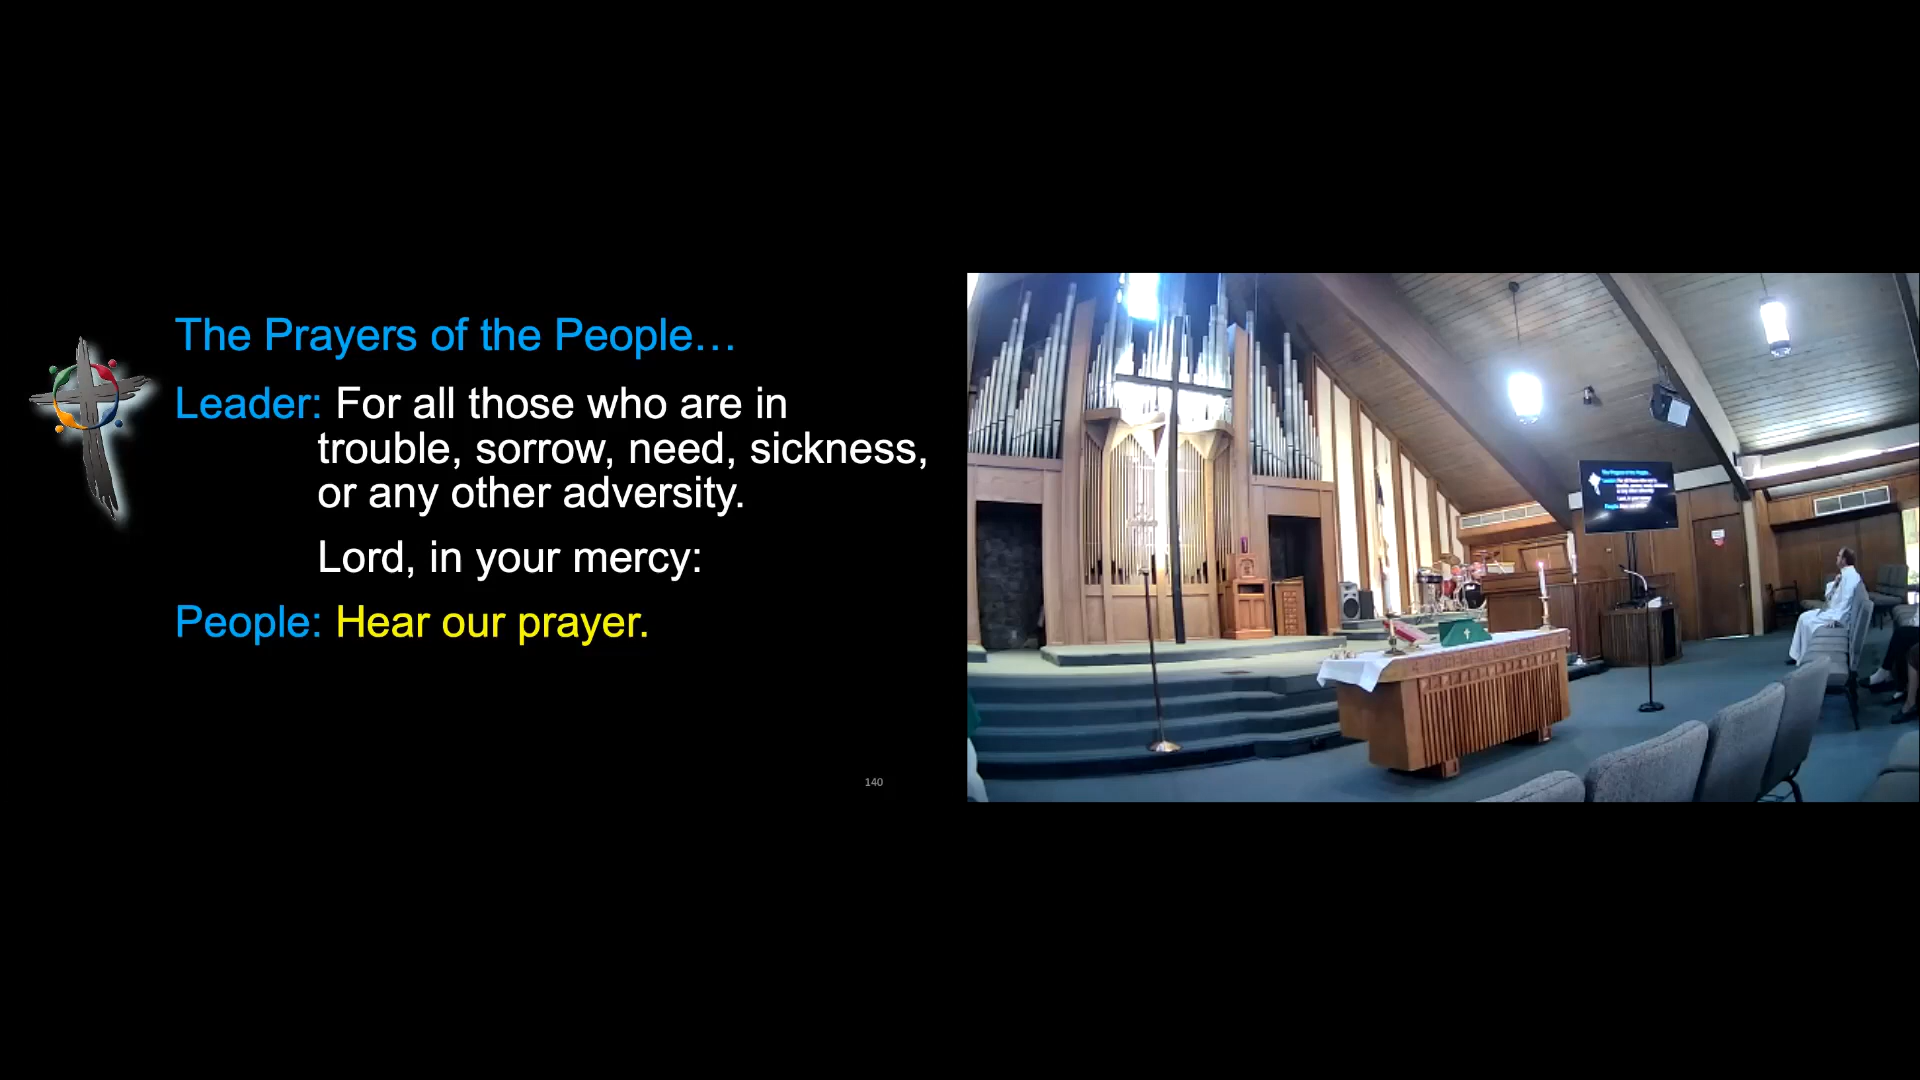 The Prayers of the People…
Leader: For all those who are in
trouble, sorrow, need, sickness,
or any other adversity.
Lord, in your mercy:
People: Hear our prayer.
140